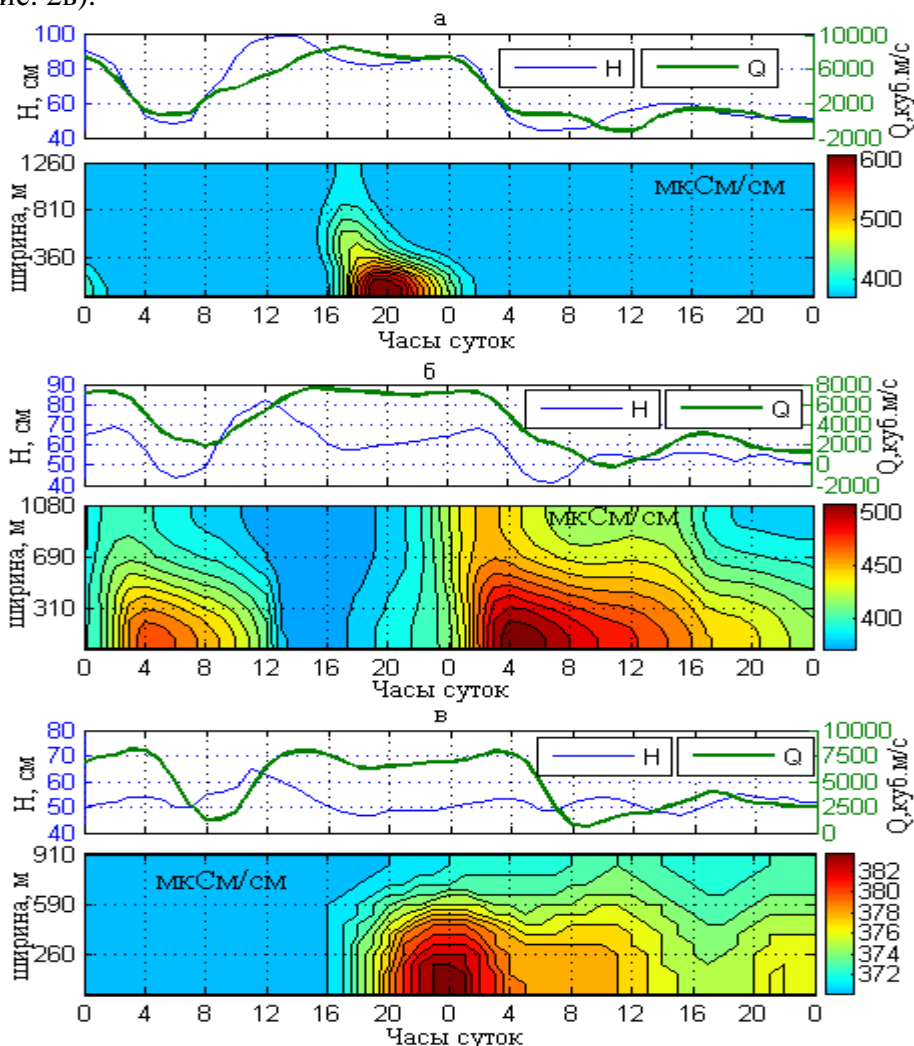 ис. 2в).
а
100
80
60
40
Н, см
H
Q
10000
6000
2000
-2000
Q,куб.м/с
1260
810
360
ширина, м
мкСм/см
600
500
400
0 4 8 12 16 20 0 4 8 12 16 20 0
Часы суток
б
90
80
70
60
50
40
Н, см
H
Q
8000
6000
4000
2000
0
-2000
Q,куб.м/с
1080
690
310
ширина, м
мкСм/см
500
450
400
0 4 8 12 16 20 0 4 8 12 16 20 0
Часы суток
в
80
70
60
50
40
Н, см
H
Q
10000
7500
5000
2500
0
Q,куб.м/с
910
590
260
ширина, м
мкСм/см
382
380
378
376
374
372
0 4 8 12 16 20 0 4 8 12 16 20 0
Часы суток